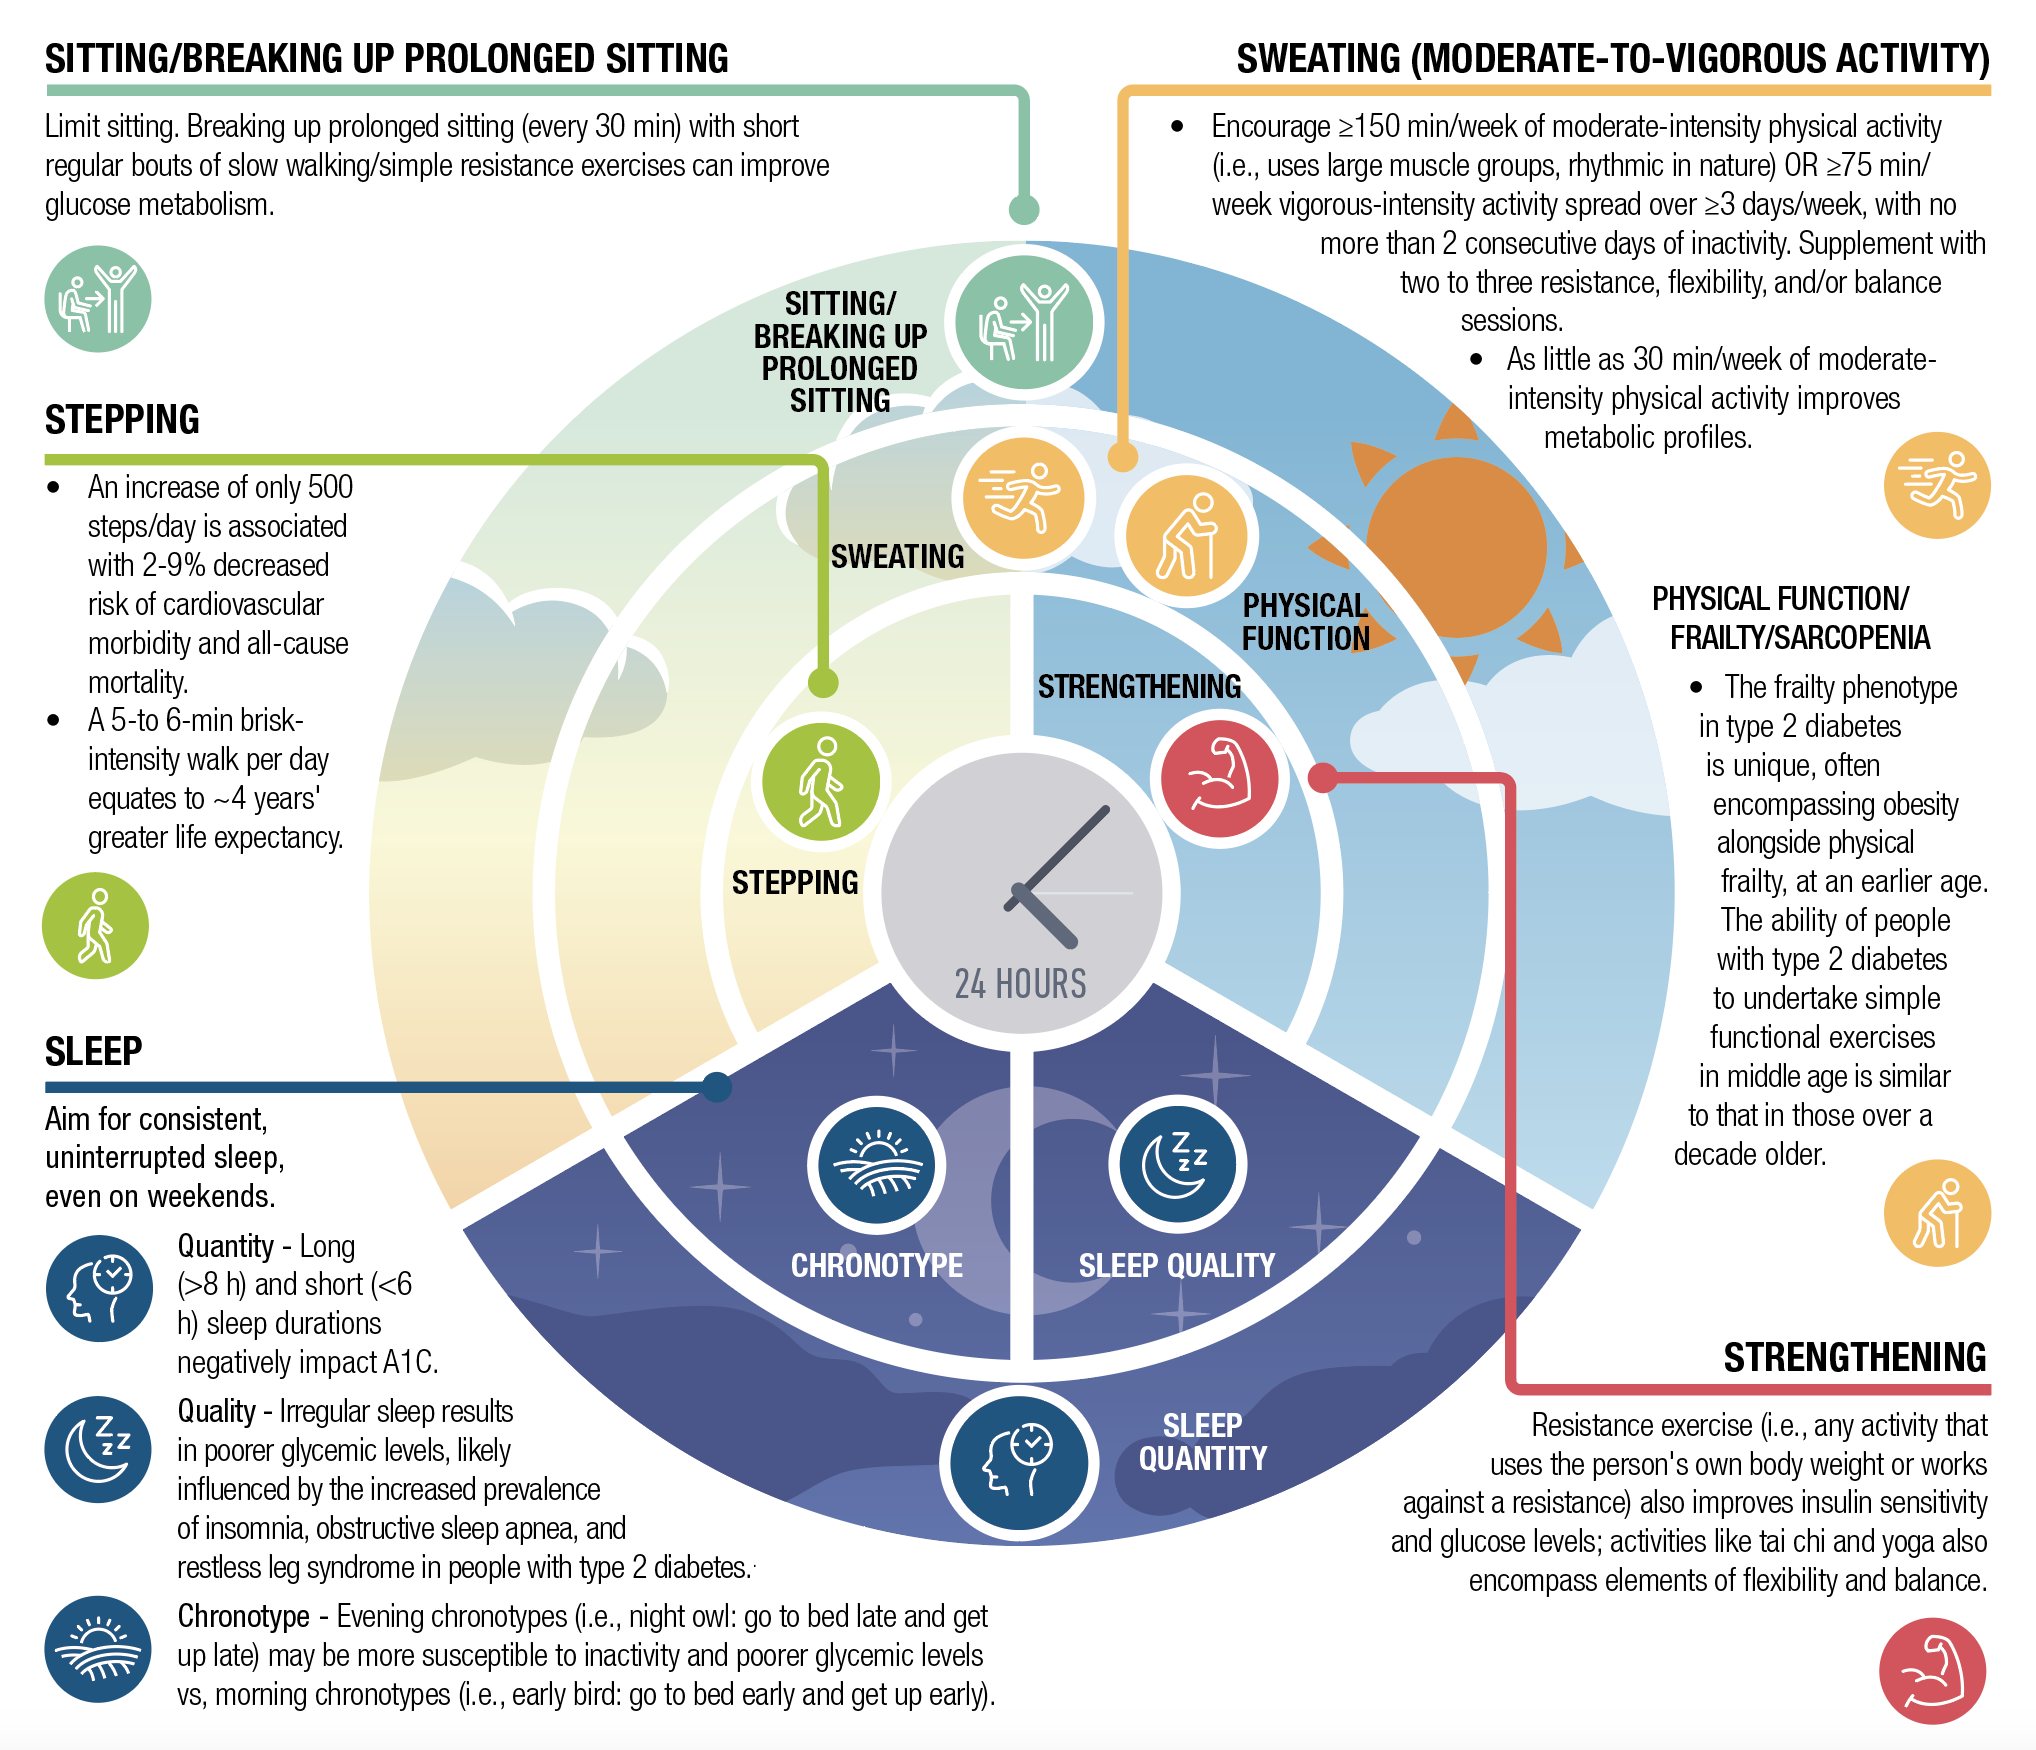 SITTING/BREAKING UP PROLONGED SITTING
Limit sitting. Breaking up prolonged sitting (every 30 min) with short
regular bouts of slow walking/simple resistance exercises can improve
glucose metabolism.
SWEATING (MODERATE-TO-VIGOROUS ACTIVITY)
• Encourage ≥150 min/week of moderate-intensity physical activity
(i.e., uses large muscle groups, rhythmic in nature) OR ≥75 min/
week vigorous-intensity activity spread over ≥3 days/week, with no
more than 2 consecutive days of inactivity. Supplement with
two to three resistance, flexibility, and/or balance
sessions.
• As little as 30 min/week of moderate-
intensity physical activity improves
metabolic profiles.
STEPPING
• An increase of only 500
steps/day is associated
with 2-9% decreased
risk of cardiovascular
morbidity and all-cause
mortality.
• A 5-to 6-min brisk-
intensity walk per day
equates to ~4 years'
greater life expectancy.
SITTING/
BREAKING UP
PROLONGED
SITTING
SWEATING
PHYSICAL
FUNCTION
STRENGTHENING
STEPPING
24 HOURS
CHRONOTYPE
SLEEP QUALITY
SLEEP
QUANTITY
PHYSICAL FUNCTION/
FRAILTY/SARCOPENIA
• The frailty phenotype
in type 2 diabetes
is unique, often
encompassing obesity
alongside physical
frailty, at an earlier age.
The ability of people
with type 2 diabetes
to undertake simple
functional exercises
in middle age is similar
to that in those over a
decade older.
SLEEP
Aim for consistent,
uninterrupted sleep,
even on weekends.
Quantity - Long
(>8 h) and short (<6
h) sleep durations
negatively impact A1C.
Quality - Irregular sleep results
in poorer glycemic levels, likely
influenced by the increased prevalence
of insomnia, obstructive sleep apnea, and
restless leg syndrome in people with type 2 diabetes.
Chronotype - Evening chronotypes (i.e., night owl: go to bed late and get
up late) may be more susceptible to inactivity and poorer glycemic levels
vs, morning chronotypes (i.e., early bird: go to bed early and get up early).
STRENGTHENING
Resistance exercise (i.e., any activity that
uses the person's own body weight or works
against a resistance) also improves insulin sensitivity
and glucose levels; activities like tai chi and yoga also
encompass elements of flexibility and balance.
Z
z
Z
Z
z
Z